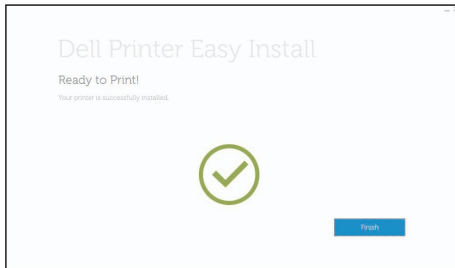 Dell Printer Easy Install
Ready to Print!
Your printer is successfully installed.
Finish